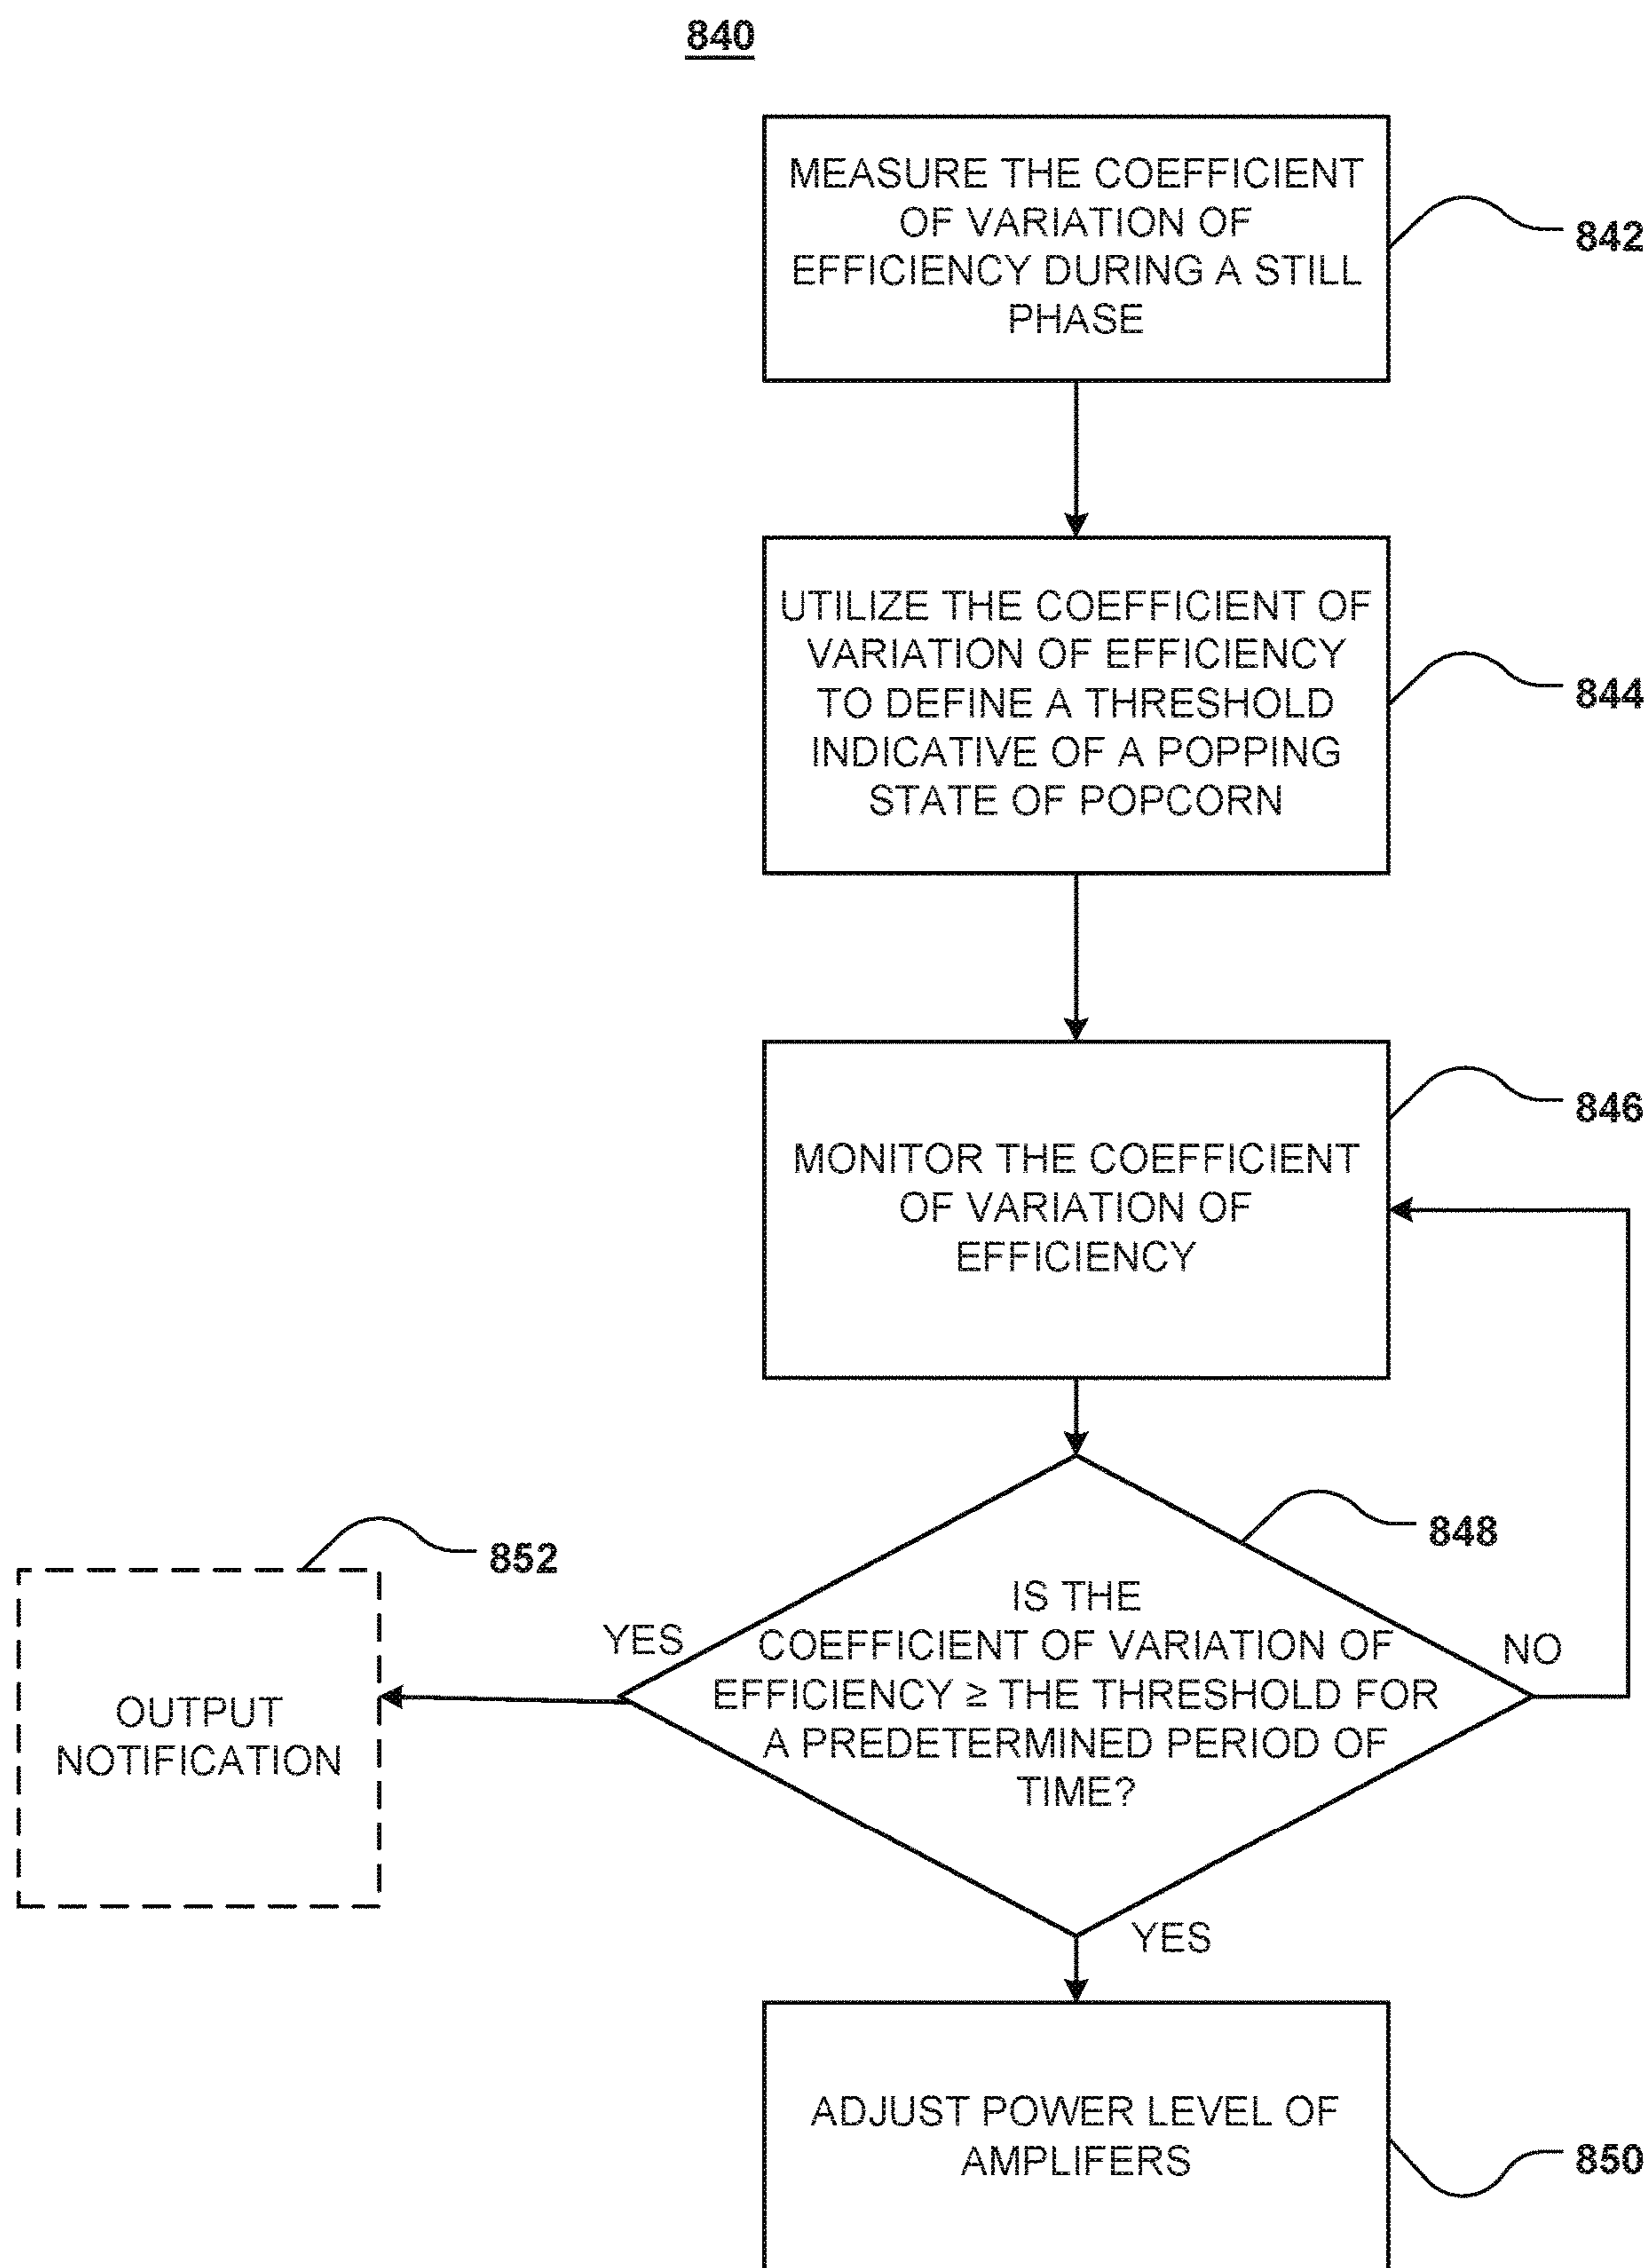 840
MEASURE THE COEFFICIENT
OF VARIATION OF
EFFICIENCY DURING A STILL
PHASE
842
UTILIZE THE COEFFICIENT OF
VARIATION OF EFFICIENCY
TO DEFINE A THRESHOLD
INDICATIVE OF A POPPING
STATE OF POPCORN
844
MONITOR THE COEFFICIENT
OF VARIATION OF
EFFICIENCY
846
IS THE
COEFFICIENT OF VARIATION OF
EFFICIENCY ≥ THE THRESHOLD FOR
A PREDETERMINED PERIOD OF
TIME?
848
NO
YES
OUTPUT
NOTIFICATION
852
YES
ADJUST POWER LEVEL OF
AMPLIFERS
850